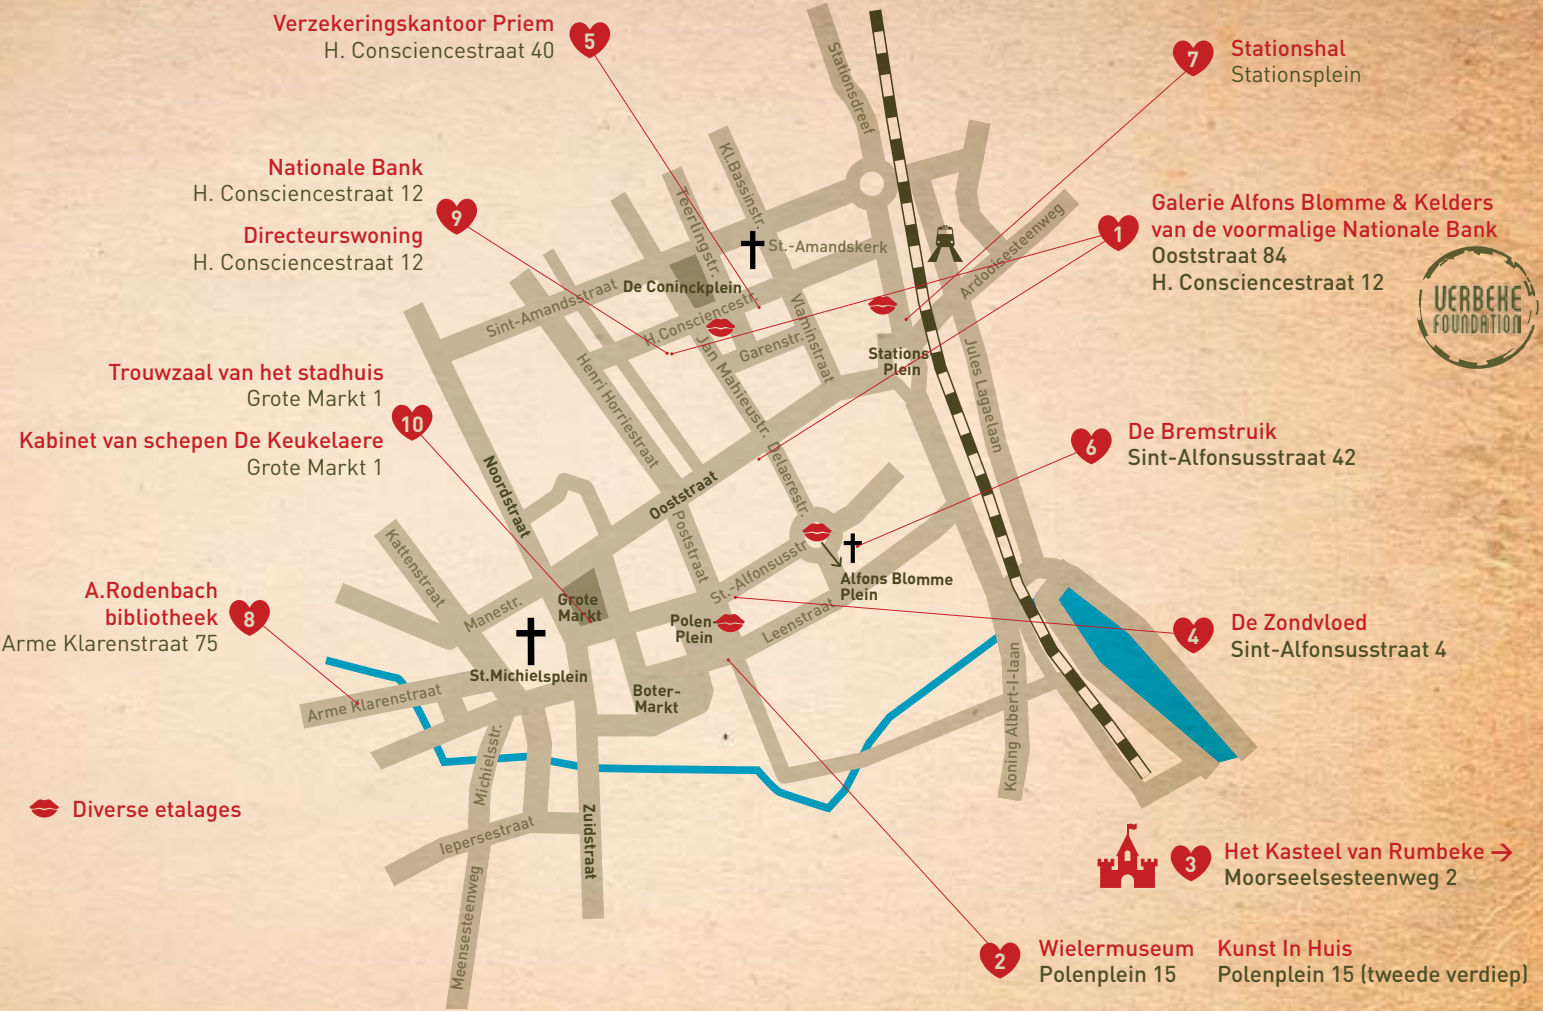 Verzekeringskantoor Priem
H. Consciencestraat 40
5
7
Stationshal
Stationsplein
Nationale Bank
H. Consciencestraat 12
9
Directeurswoning
H. Consciencestraat 12
1
Galerie Alfons Blomme & Kelders
van de voormalige Nationale Bank
Ooststraat 84
H. Consciencestraat 12
VERBEKE
FOUNDATION
Trouwzaal van het stadhuis
Grote Markt 1
10
Kabinet van schepen De Keukelaere
Grote Markt 1
6
De Bremstruik
Sint-Alfonsusstraat 42
A.Rodenbach
bibliotheek
8
Arme Klarenstraat 75
4
De Zondvloed
Sint-Alfonsusstraat 4
Diverse etalages
3
Het Kasteel van Rumbeke →
Moorseelsesteenweg 2
2
Wielermuseum
Polenplein 15
Kunst In Huis
Polenplein 15 (tweede verdiep)
Stationsdreef
Kl.Bassinstr.
Teerlingstr.
St.-Amandskerk
Ardooisesteenweg
De Coninckplein
Sint-Amandsstraat
H.Consciencestr.
Vlaminstraat
Garenstr.
Stations
Plein
Jules Lagaelaan
Henri Horriestraat
Jan Mahieustr.
Delaerestr.
Noordstraat
Ooststraat
Poststraat
Kattenstraat
St.-Alfonsusstr
Alfons Blomme
Plein
Manestr.
Grote
Markt
Polen-
Plein
Leenstraat
St.Michielsplein
Boter-
Markt
Arme Klarenstraat
Koning Albert-I-laan
Michielsstr.
Iepersestraat
Zuidstraat
Meensesteenweg